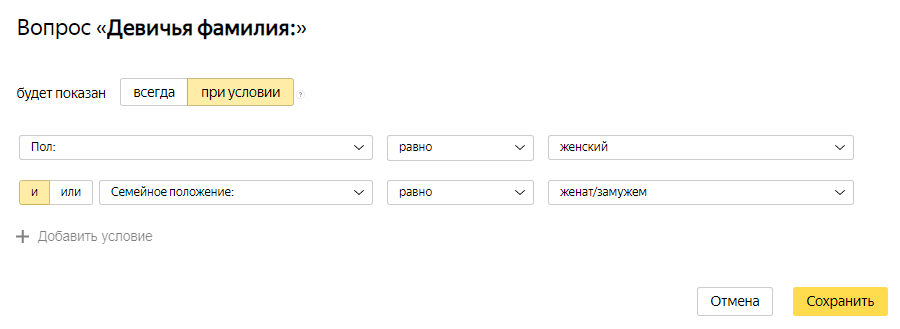 Вопрос «Девичья фамилия:»
будет показан всегда при условии ?
Пол: равно женский
и или Семейное положение: равно женат/замужем
+ Добавить условие
Отмена Сохранить